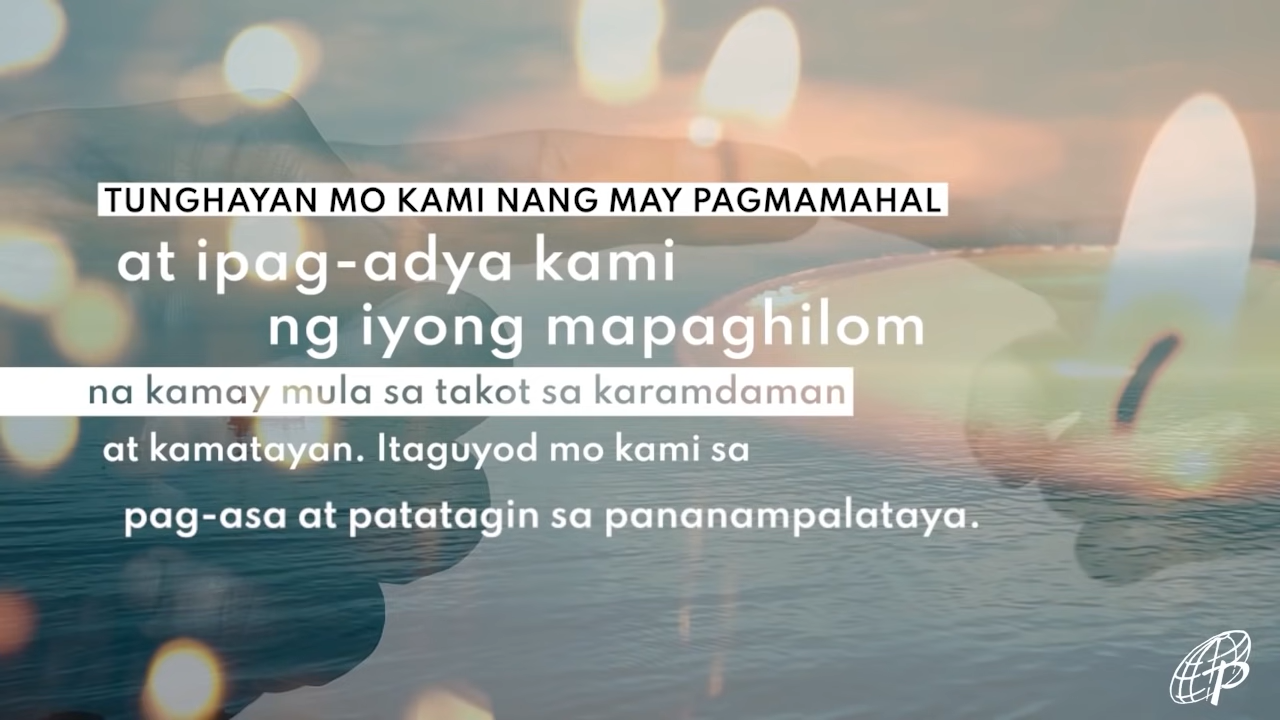 TUNGHAYAN MO KAMI NANG MAY PAGMAMAHAL
at ipag-adya kami
ng iyong mapaghilom
na kamay mula sa takot sa karamdaman
at kamatayan. Itaguyod mo kami sa
pag-asa at patatagin sa pananampalataya.